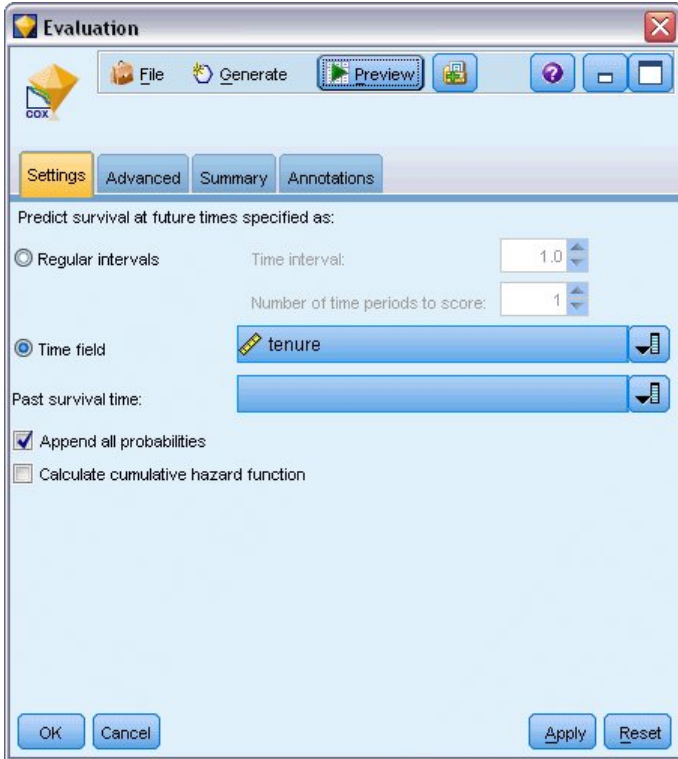 Evaluation
File Generate Preview
COX
Settings Advanced Summary Annotations
Predict survival at future times specified as:
Regular intervals Time interval: 1.0
Number of time periods to score: 1
Time field tenure
Past survival time:
Append all probabilities
Calculate cumulative hazard function
OK Cancel Apply Reset